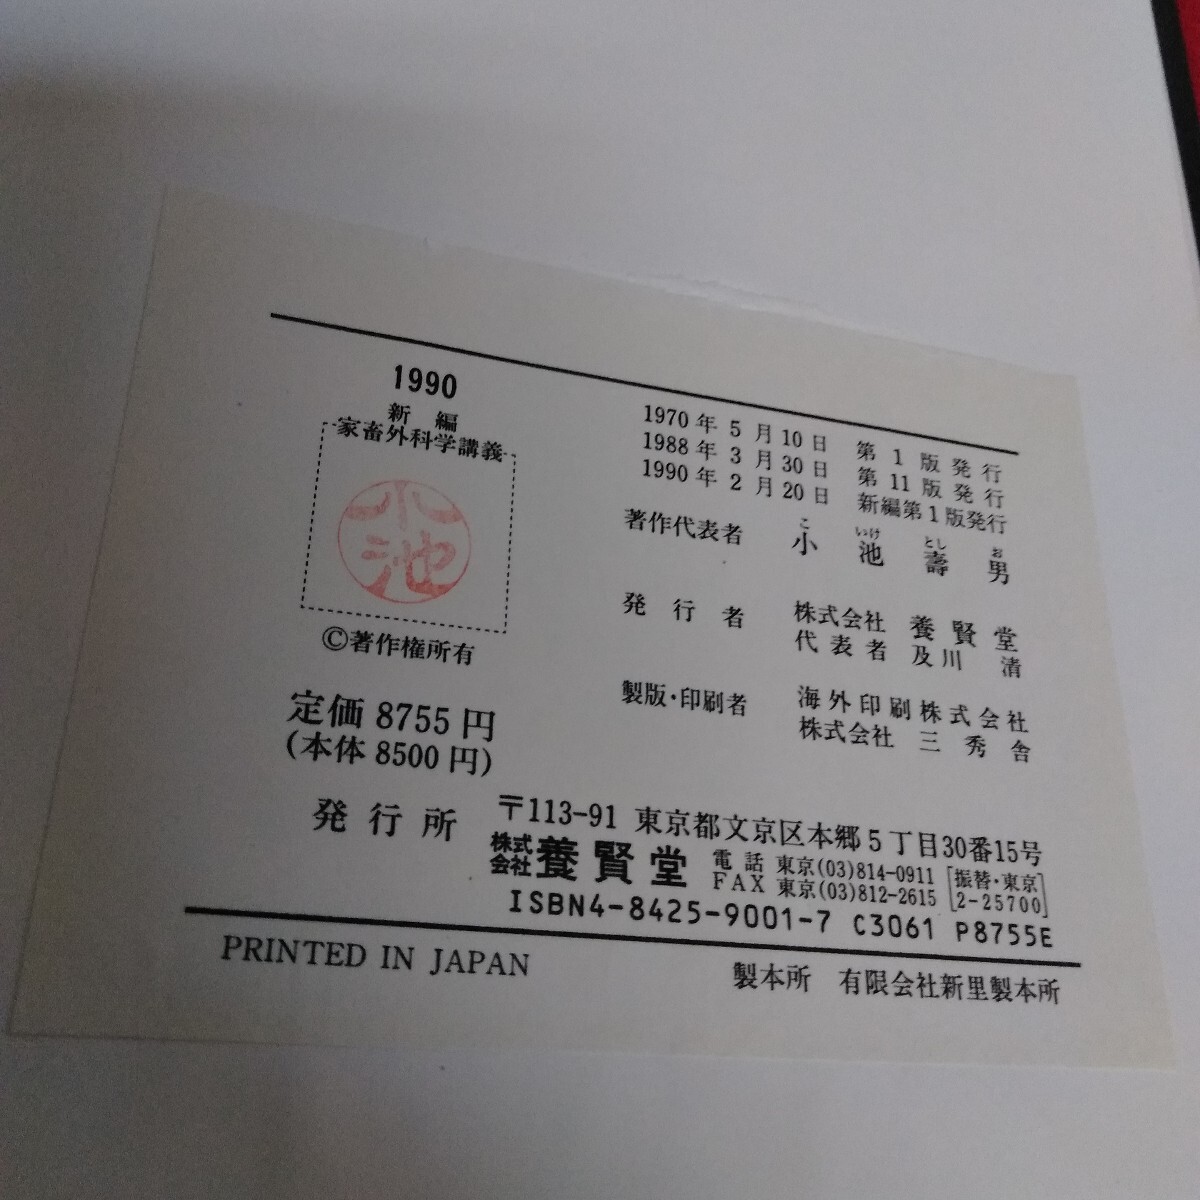 1990
新編
家畜外科学講義
小池
©著作権所有
定価 8755 円
(本体 8500 円)
1970 年 5 月 10 日 第 1 版 発 行
1988 年 3 月 30 日 第 11 版 発 行
1990 年 2 月 20 日 新編第 1 版発行
著作代表者 小 池 壽 男
こ いけ とし お
発 行 者 株式会社 養 賢 堂
代 表 者 及 川 清
製版・印刷者 海外印刷株式会社
株式会社 三 秀 舎
発 行 所
〒113-91 東京都文京区本郷5丁目30番15号
株式会社 養賢堂
電 話 東京(03)814-0911
FAX 東京(03)812-2615
[振替・東京 2-25700]
ISBN4-8425-9001-7 C3061 P8755E
PRINTED IN JAPAN
製本所 有限会社新里製本所